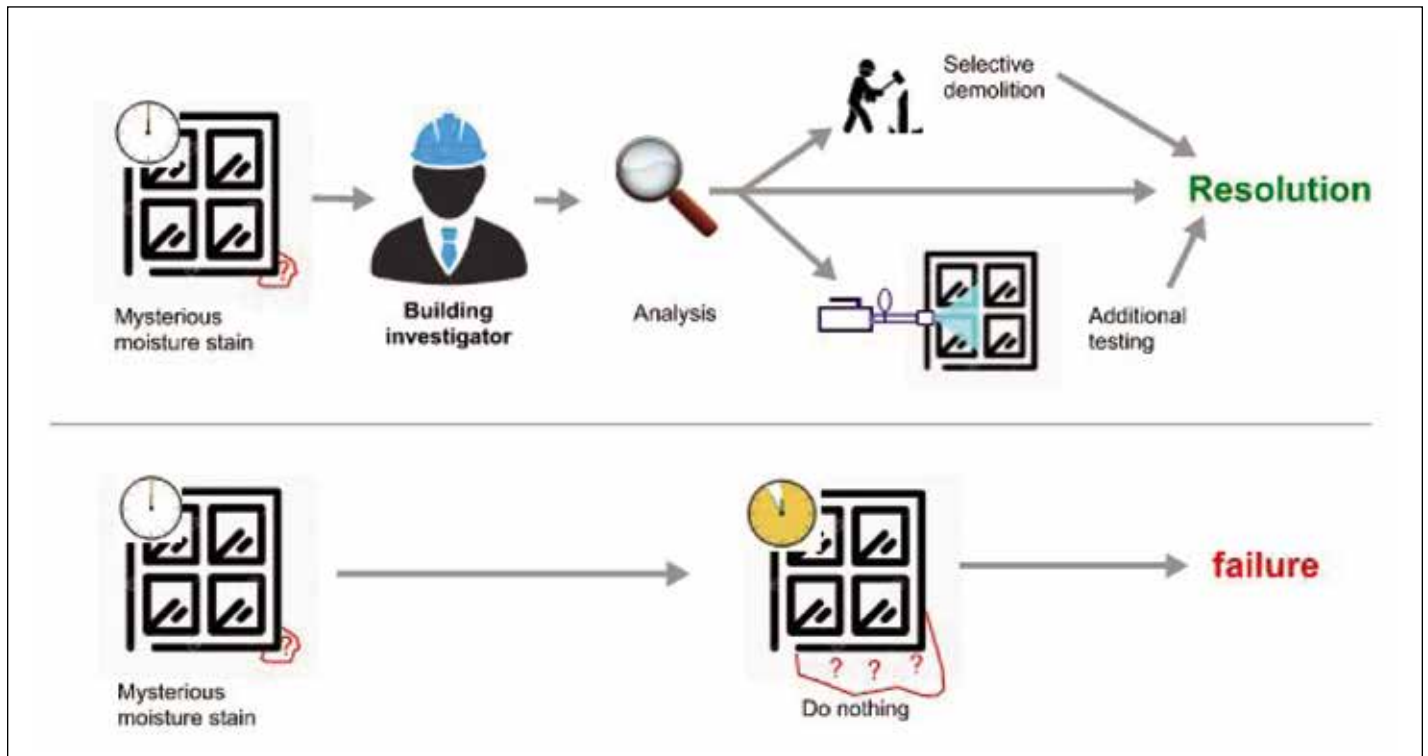 Selective
demolition
Resolution
?
Mysterious
moisture stain
Building
investigator
Analysis
Additional
testing
failure
?
? ? ?
Mysterious
moisture stain
Do nothing